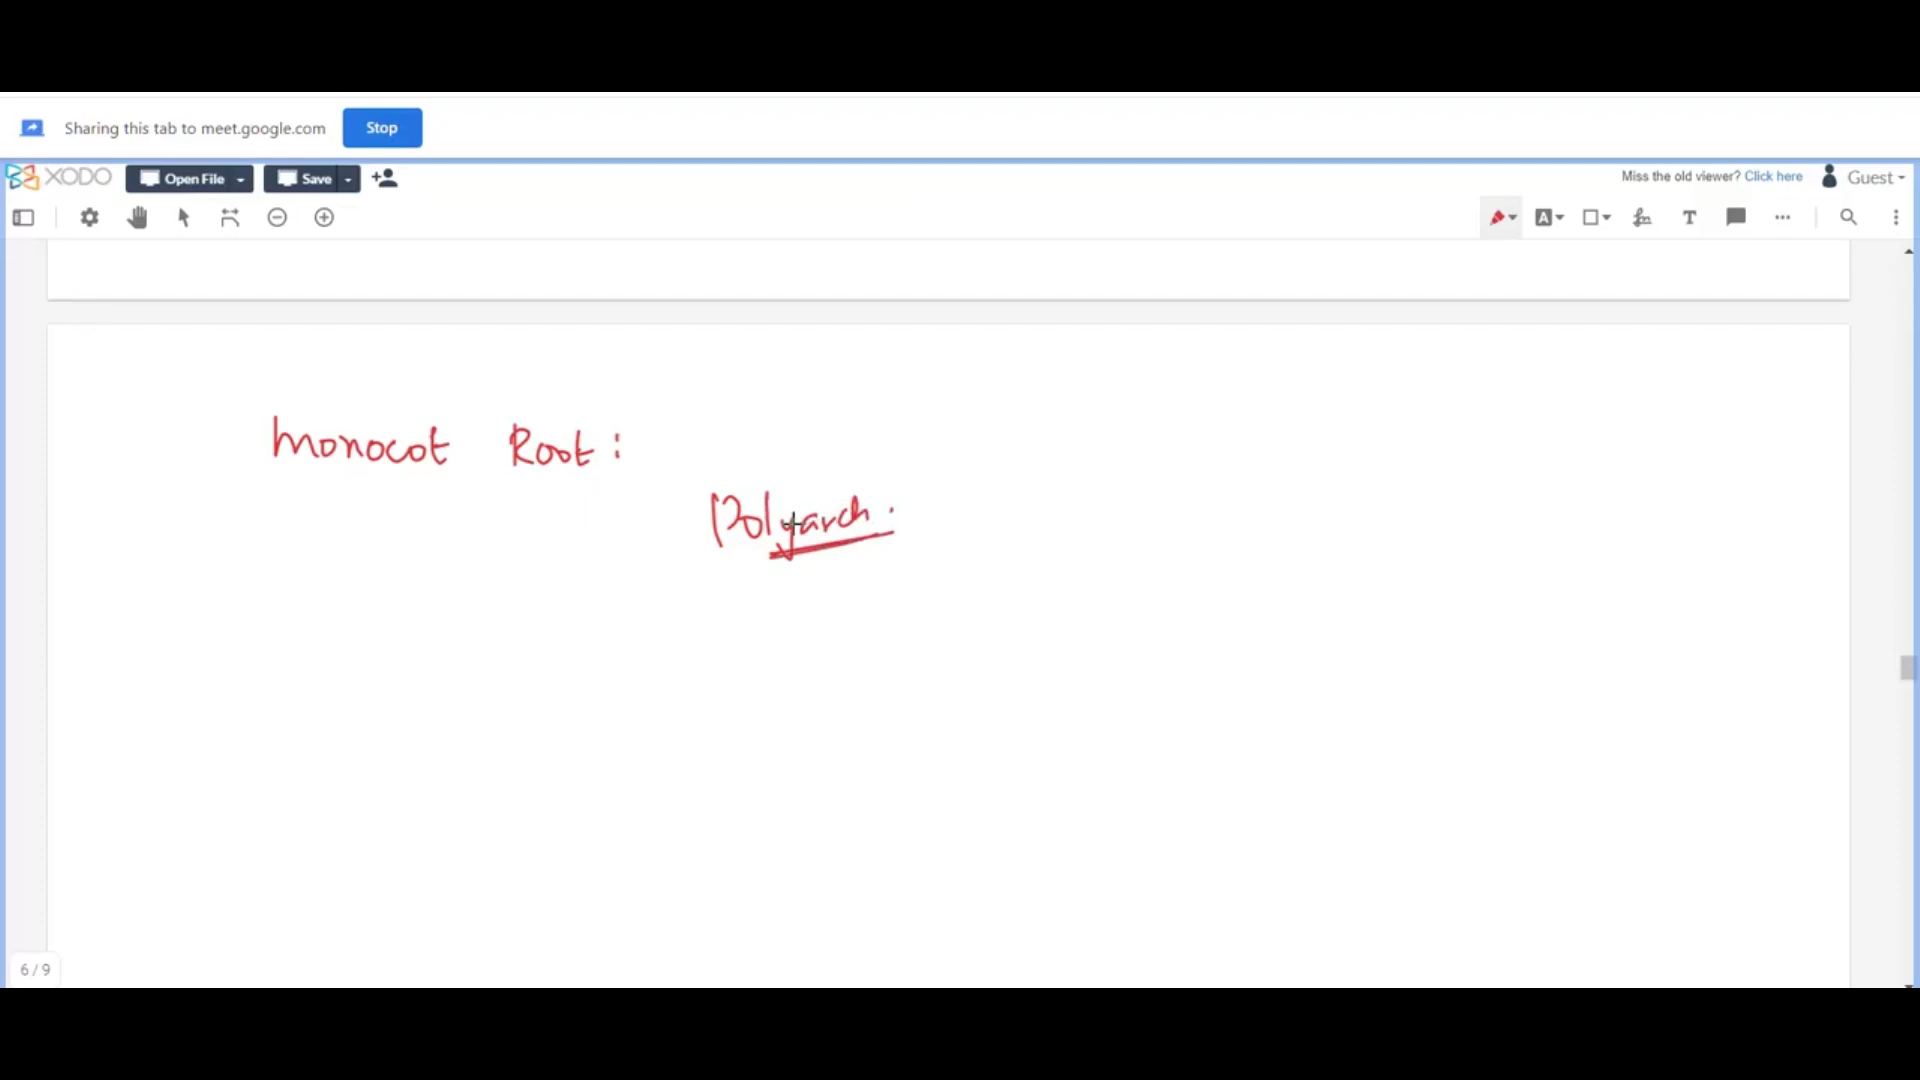 Sharing this tab to meet.google.com Stop
XODO Open File Save Miss the old viewer? Click here Guest
A T
Monocot Root :
Polyarch .
6 / 9